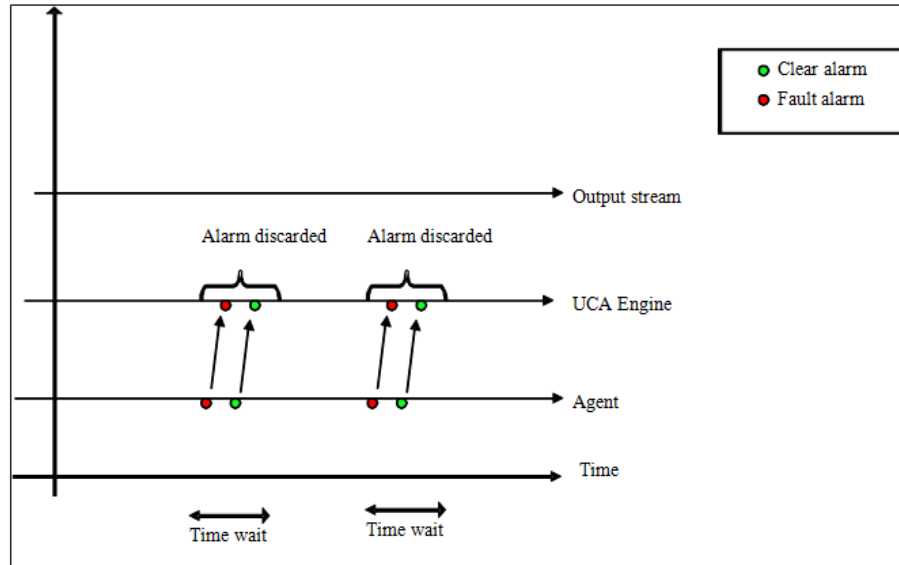 Clear alarm
Fault alarm
Output stream
Alarm discarded
Alarm discarded
UCA Engine
Agent
Time
Time wait
Time wait